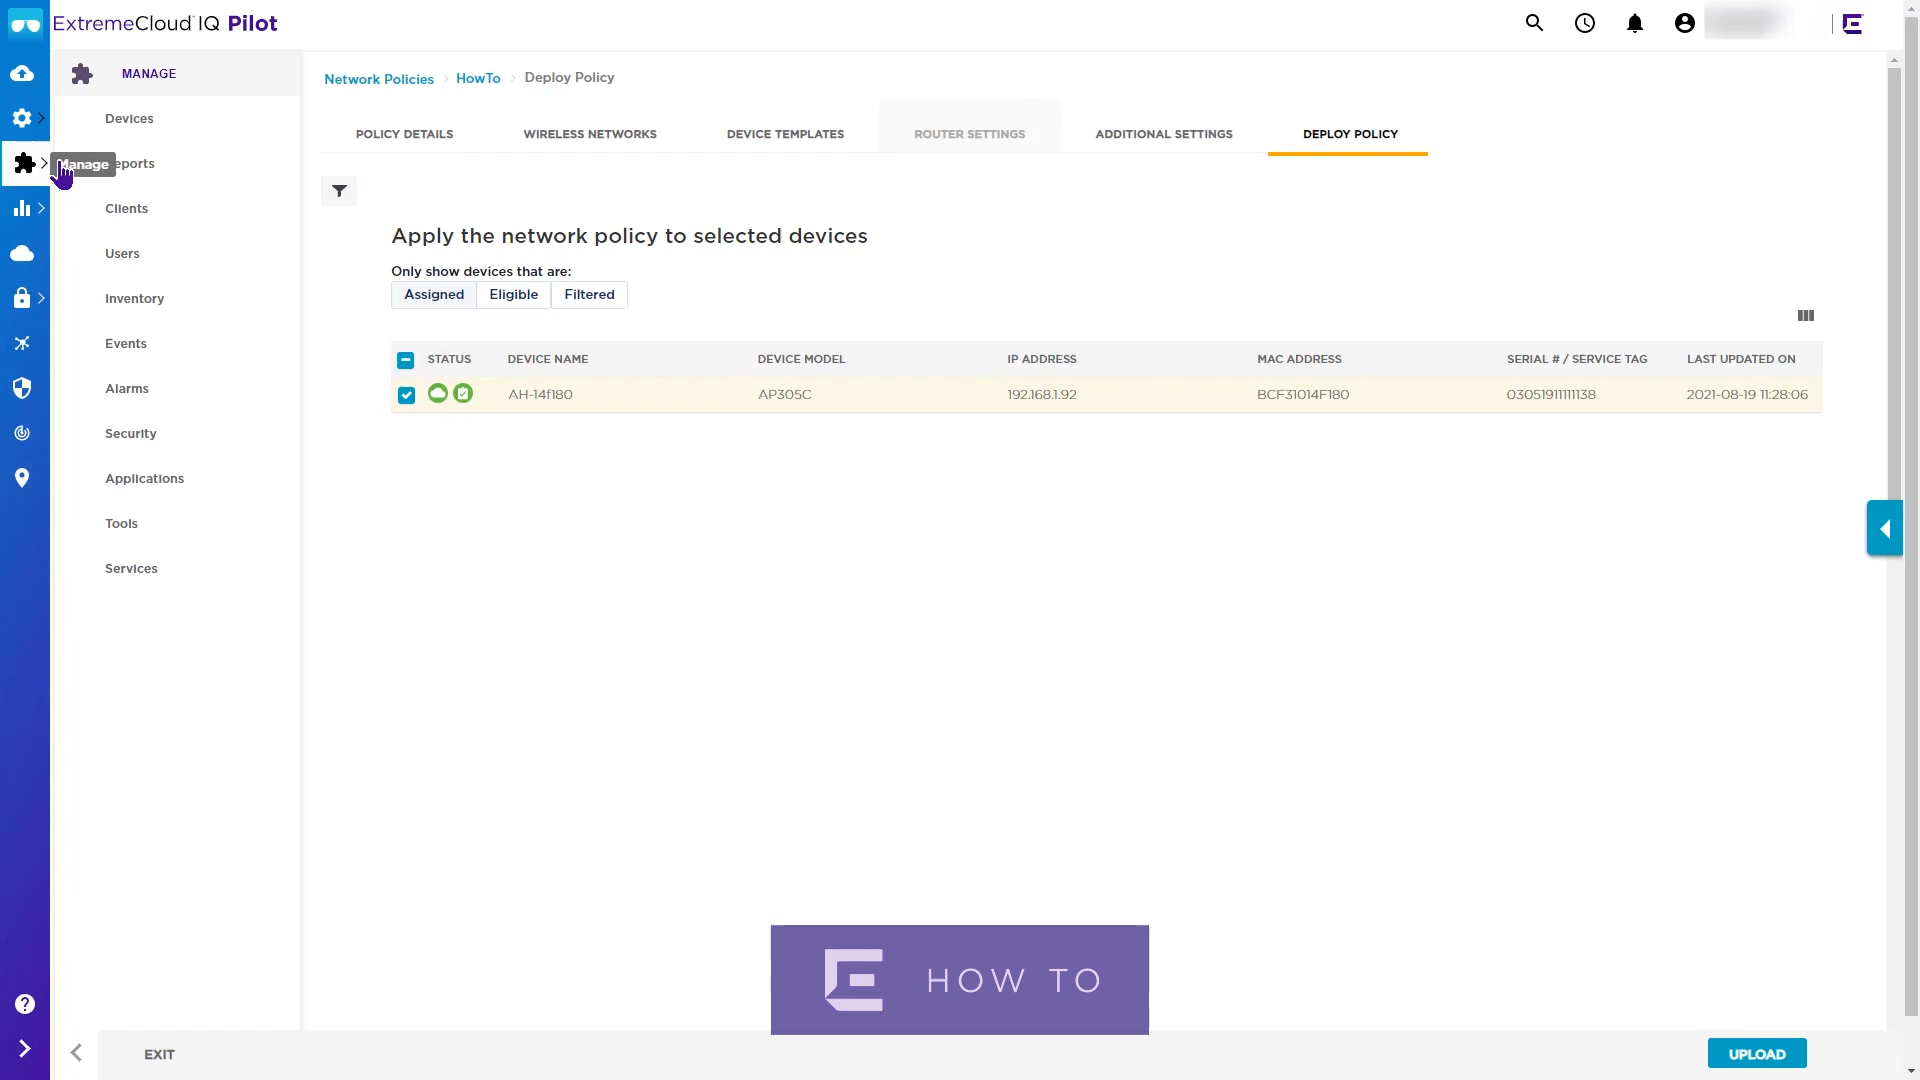 ExtremeCloud IQ Pilot
MANAGE
Devices
Manage
eports
Clients
Users
Inventory
Events
Alarms
Security
Applications
Tools
Services
Network Policies > HowTo > Deploy Policy
POLICY DETAILS
WIRELESS NETWORKS
DEVICE TEMPLATES
ROUTER SETTINGS
ADDITIONAL SETTINGS
DEPLOY POLICY
Apply the network policy to selected devices
Only show devices that are:
Assigned Eligible Filtered
STATUS DEVICE NAME DEVICE MODEL IP ADDRESS MAC ADDRESS SERIAL # / SERVICE TAG LAST UPDATED ON
AH-14f180 AP305C 192.168.1.92 BCF31014F180 03051911111138 2021-08-19 11:28:06
HOW TO
EXIT
UPLOAD